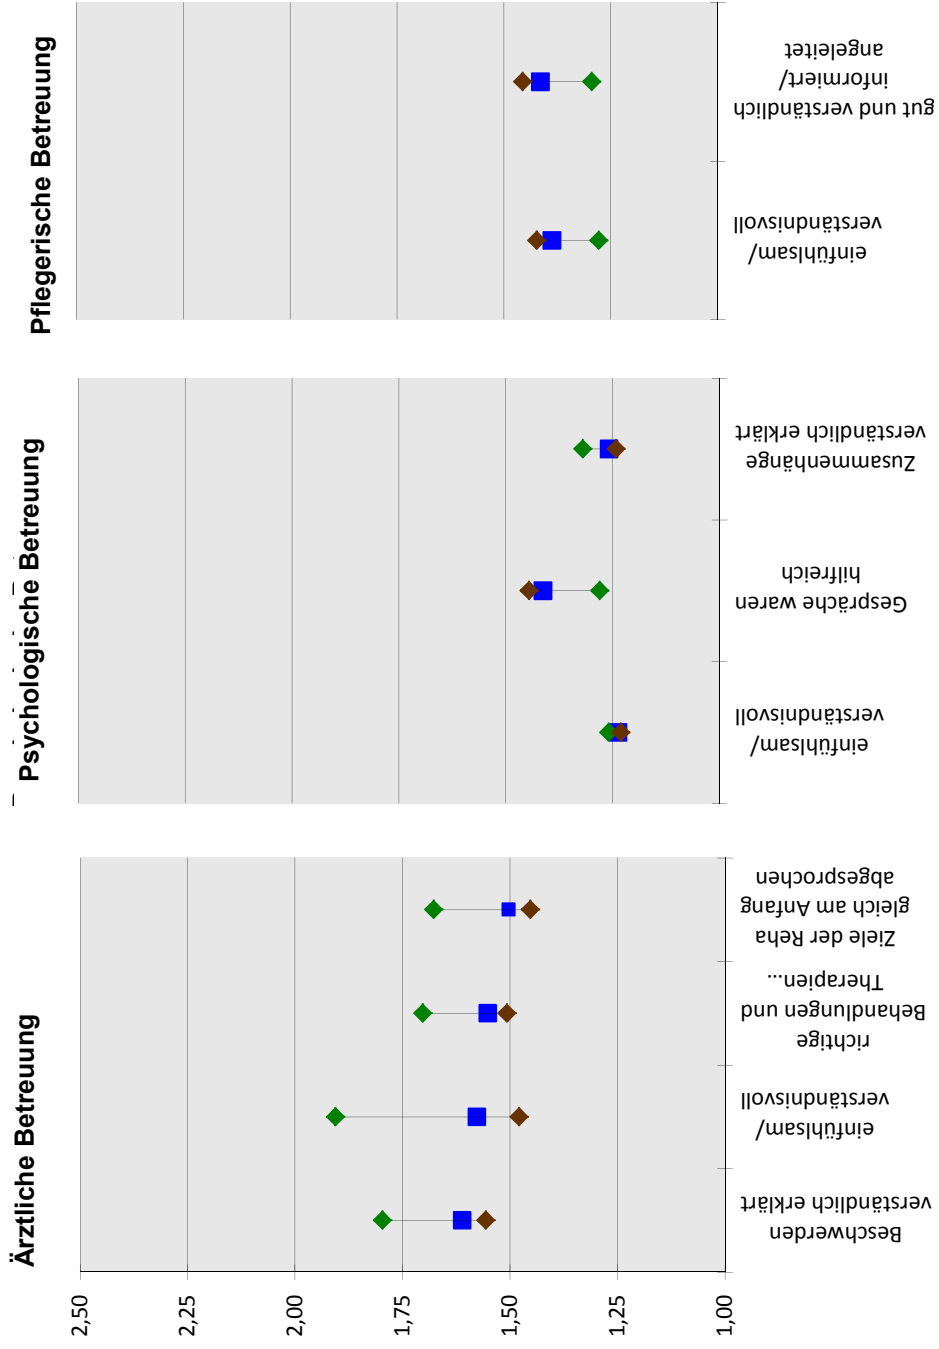 Ärztliche Betreuung
Psychologische Betreuung
Pflegerische Betreuung
2,50
2,25
2,00
1,75
1,50
1,25
1,00
Beschwerden
verständlich erklärt
einfühlsam/
verständnisvoll
richtige
Behandlungen und
Therapien...
Ziele der Reha
gleich am Anfang
abgesprochen
einfühlsam/
verständnisvoll
Gespräche waren
hilfreich
Zusammenhänge
verständlich erklärt
einfühlsam/
verständnisvoll
gut und verständlich
informiert/
angeleitet